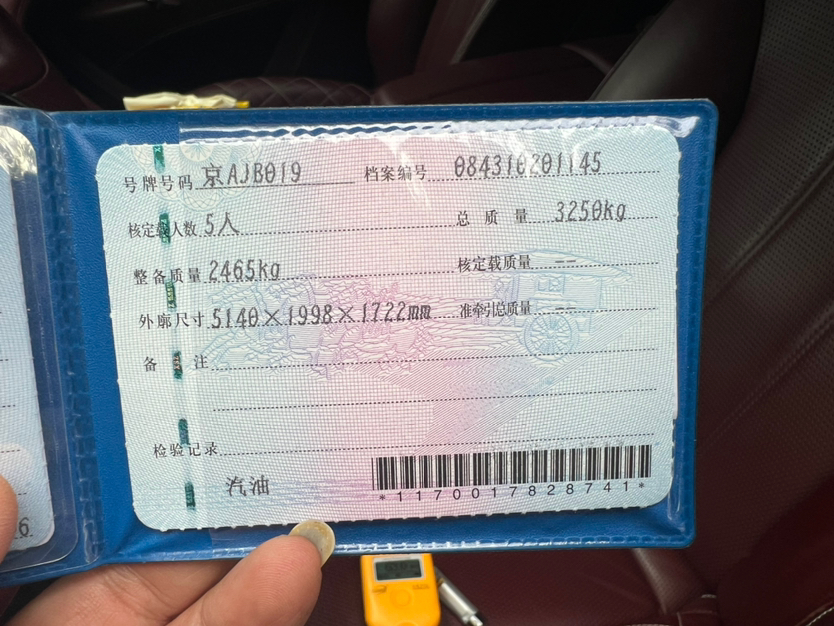 号牌号码 京AJB019 档案编号 084310201145
核定载人数 5人 总质量 3250kg
整备质量 2465kg 核定载质量 --
外廓尺寸 5140×1998×1722mm 准牵引总质量 --
备注
检验记录
汽油
*1170017828741*
6